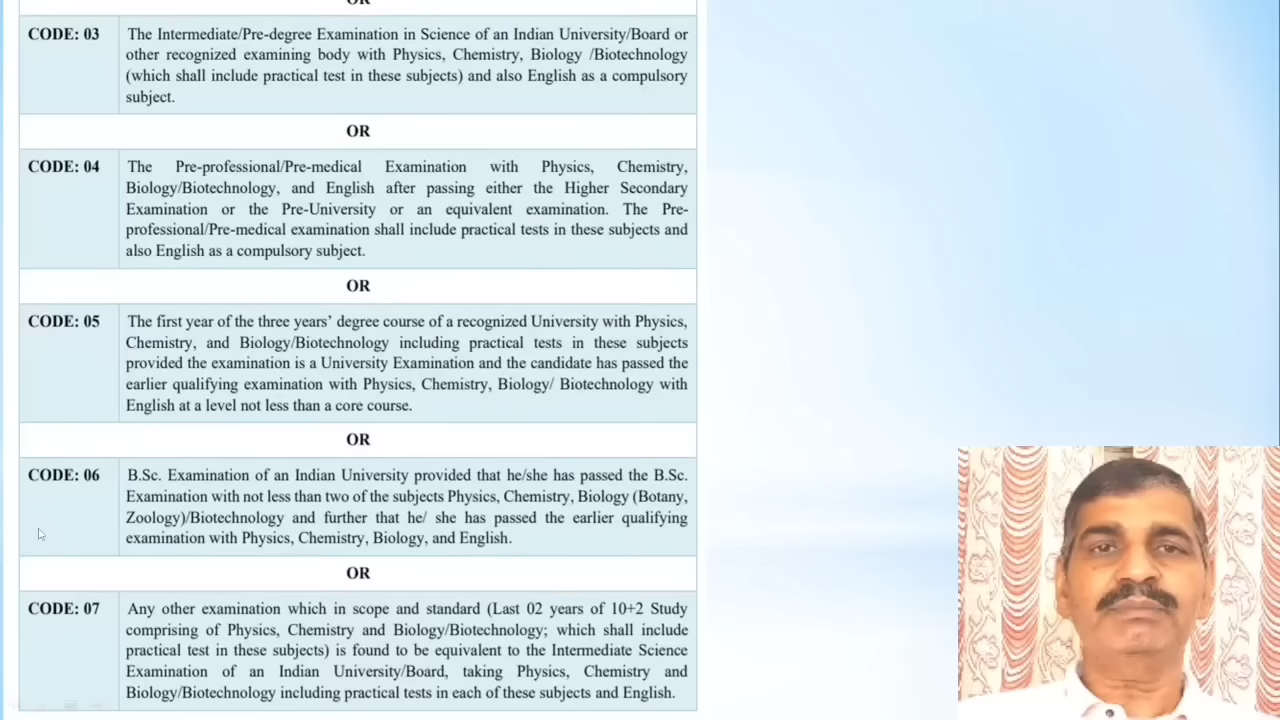 OR
CODE: 03
The Intermediate/Pre-degree Examination in Science of an Indian University/Board or
other recognized examining body with Physics, Chemistry, Biology /Biotechnology
(which shall include practical test in these subjects) and also English as a compulsory
subject.
OR
CODE: 04
The Pre-professional/Pre-medical Examination with Physics, Chemistry,
Biology/Biotechnology, and English after passing either the Higher Secondary
Examination or the Pre-University or an equivalent examination. The Pre-
professional/Pre-medical examination shall include practical tests in these subjects and
also English as a compulsory subject.
OR
CODE: 05
The first year of the three years’ degree course of a recognized University with Physics,
Chemistry, and Biology/Biotechnology including practical tests in these subjects
provided the examination is a University Examination and the candidate has passed the
earlier qualifying examination with Physics, Chemistry, Biology/ Biotechnology with
English at a level not less than a core course.
OR
CODE: 06
B.Sc. Examination of an Indian University provided that he/she has passed the B.Sc.
Examination with not less than two of the subjects Physics, Chemistry, Biology (Botany,
Zoology)/Biotechnology and further that he/ she has passed the earlier qualifying
examination with Physics, Chemistry, Biology, and English.
OR
CODE: 07
Any other examination which in scope and standard (Last 02 years of 10+2 Study
comprising of Physics, Chemistry and Biology/Biotechnology; which shall include
practical test in these subjects) is found to be equivalent to the Intermediate Science
Examination of an Indian University/Board, taking Physics, Chemistry and
Biology/Biotechnology including practical tests in each of these subjects and English.